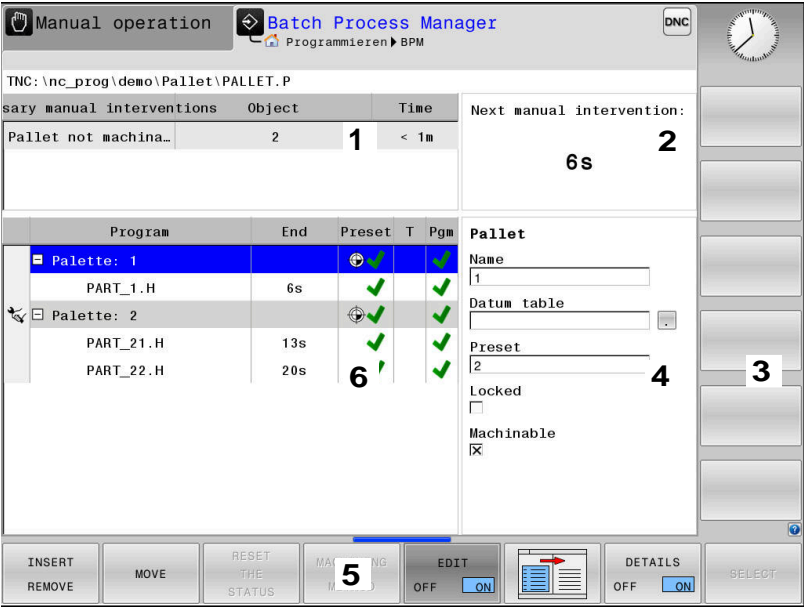 Manual operation
Batch Process Manager
Programmieren BPM
DNC
TNC:\nc_prog\demo\Pallet\PALLET.P
sary manual interventions Object Time
Pallet not machina… 2 1 < 1m
Next manual intervention:
2
6s
Program End Preset T Pgm
Palette: 1
PART_1.H 6s
Palette: 2
PART_21.H 13s
PART_22.H 20s
6
Pallet
Name
1
Datum table
.
Preset
2
4
Locked
Machinable
3
INSERT
REMOVE
MOVE
RESET
THE
STATUS
5
EDIT
OFF ON
DETAILS
OFF ON
SELECT